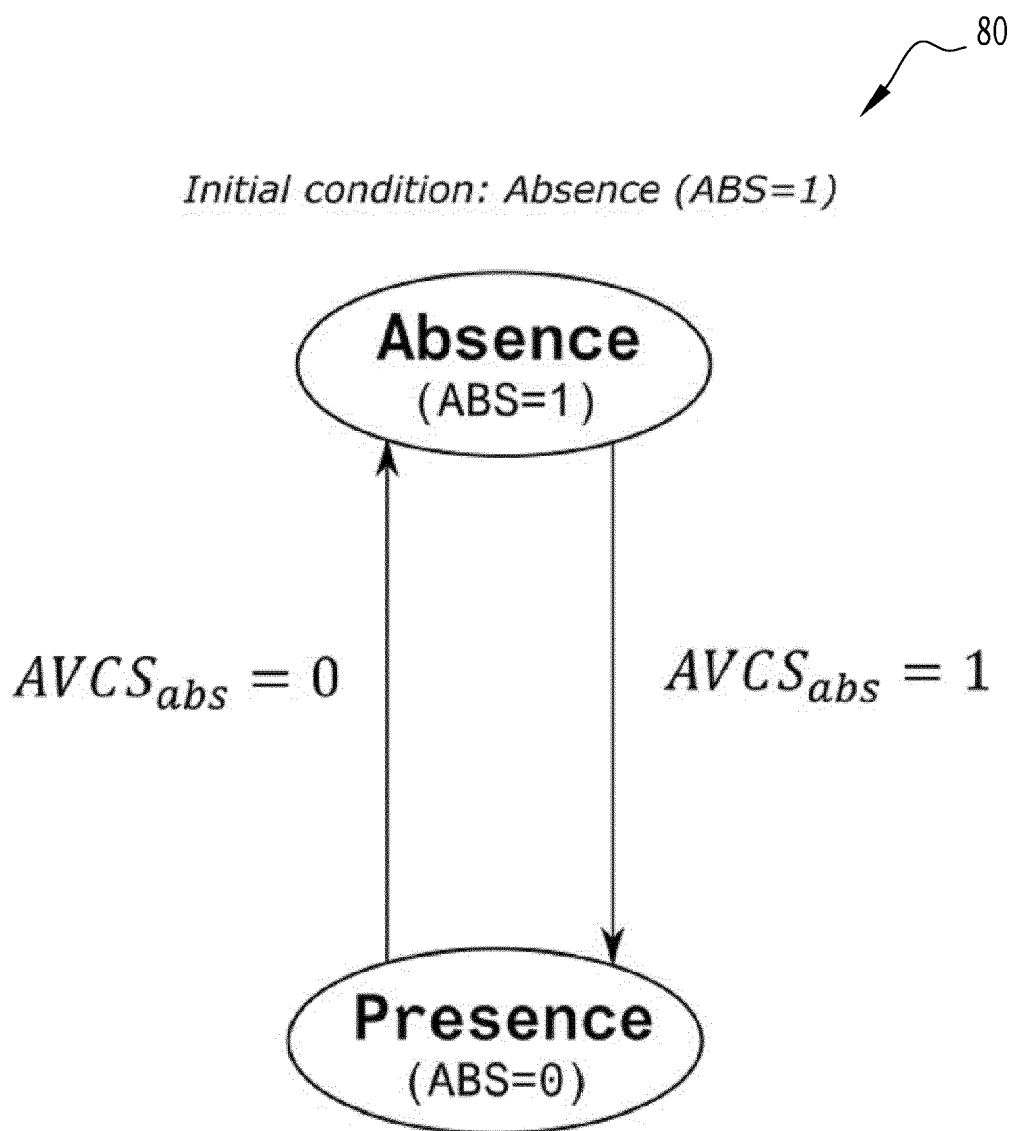 80
Initial condition: Absence (ABS=1)
Absence
(ABS=1)
AVCS_abs = 0
AVCS_abs = 1
Presence
(ABS=0)